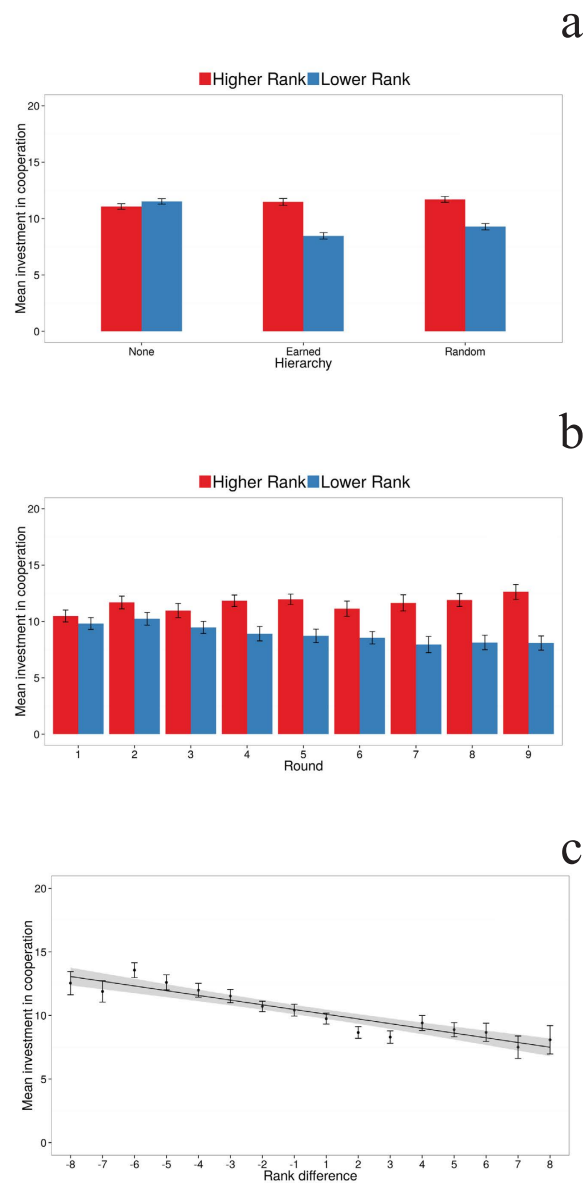 a
Higher Rank Lower Rank
20
15
10
5
0
Mean investment in cooperation
None Earned Random
Hierarchy
b
Higher Rank Lower Rank
20
15
10
5
0
Mean investment in cooperation
1 2 3 4 5 6 7 8 9
Round
c
20
15
10
5
0
Mean investment in cooperation
-8 -7 -6 -5 -4 -3 -2 -1 1 2 3 4 5 6 7 8
Rank difference